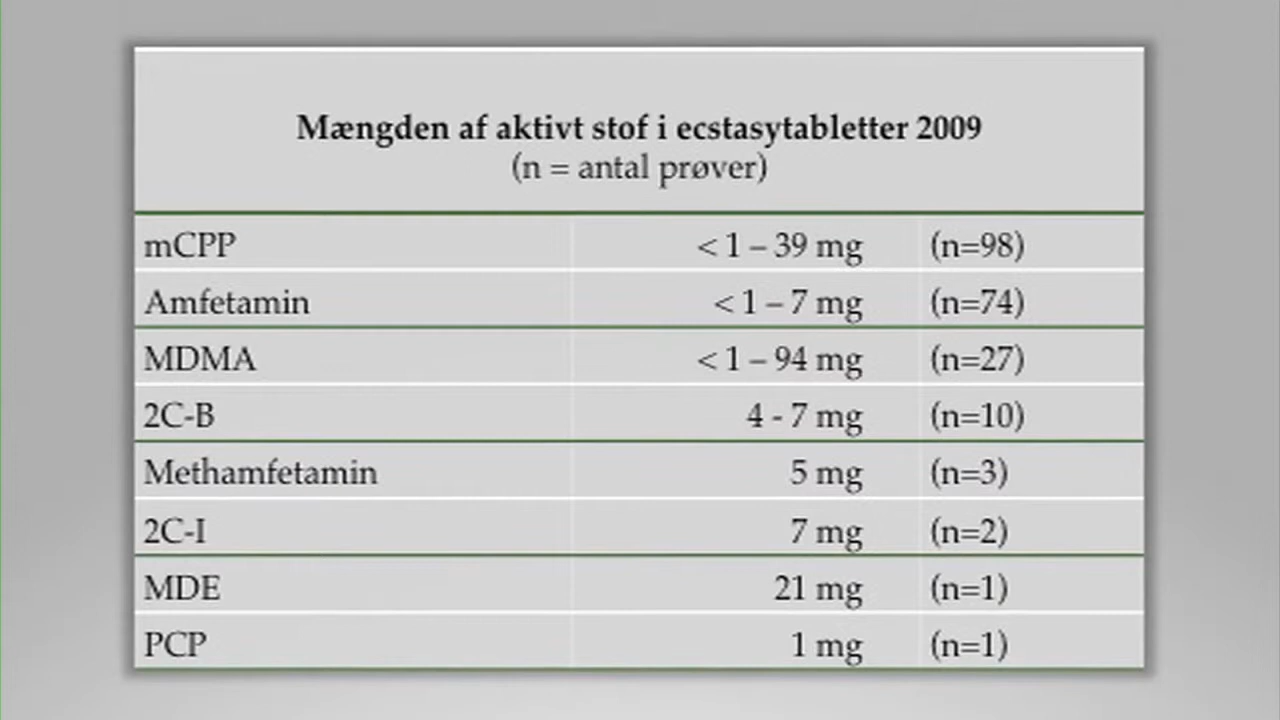 Mængden af aktivt stof i ecstasytabletter 2009
(n = antal prøver)
mCPP < 1 – 39 mg (n=98)
Amfetamin < 1 – 7 mg (n=74)
MDMA < 1 – 94 mg (n=27)
2C-B 4 - 7 mg (n=10)
Methamfetamin 5 mg (n=3)
2C-I 7 mg (n=2)
MDE 21 mg (n=1)
PCP 1 mg (n=1)